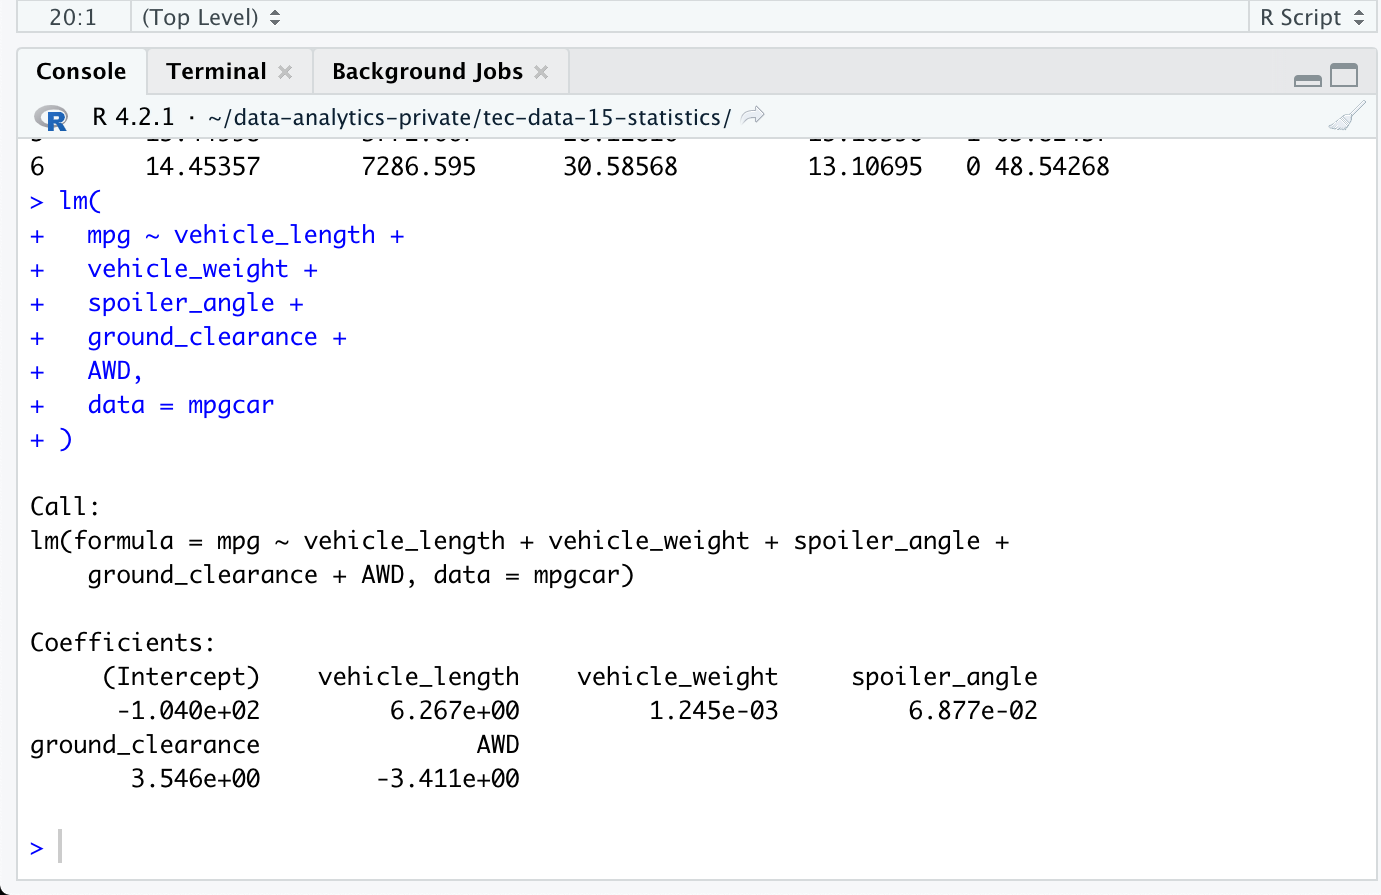 20:1 (Top Level) R Script
Console Terminal Background Jobs
R R 4.2.1 · ~/data-analytics-private/tec-data-15-statistics/
6 14.45357 7286.595 30.58568 13.10695 0 48.54268
> lm(
+ mpg ~ vehicle_length +
+ vehicle_weight +
+ spoiler_angle +
+ ground_clearance +
+ AWD,
+ data = mpgcar
+ )
Call:
lm(formula = mpg ~ vehicle_length + vehicle_weight + spoiler_angle +
ground_clearance + AWD, data = mpgcar)
Coefficients:
(Intercept) vehicle_length vehicle_weight spoiler_angle
-1.040e+02 6.267e+00 1.245e-03 6.877e-02
ground_clearance AWD
3.546e+00 -3.411e+00
>